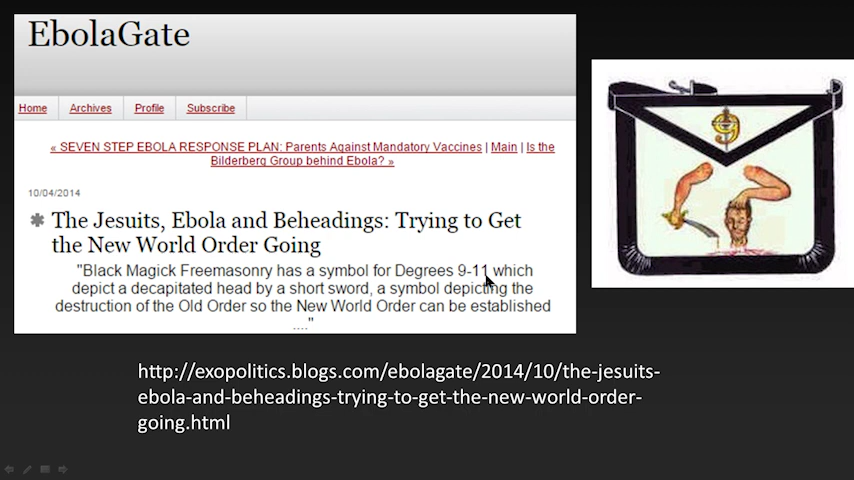 EbolaGate
Home Archives Profile Subscribe
« SEVEN STEP EBOLA RESPONSE PLAN: Parents Against Mandatory Vaccines | Main | Is the
Bilderberg Group behind Ebola? »
10/04/2014
The Jesuits, Ebola and Beheadings: Trying to Get
the New World Order Going
"Black Magick Freemasonry has a symbol for Degrees 9-11 which
depict a decapitated head by a short sword, a symbol depicting the
destruction of the Old Order so the New World Order can be established
...."
9
http://exopolitics.blogs.com/ebolagate/2014/10/the-jesuits-
ebola-and-beheadings-trying-to-get-the-new-world-order-
going.html